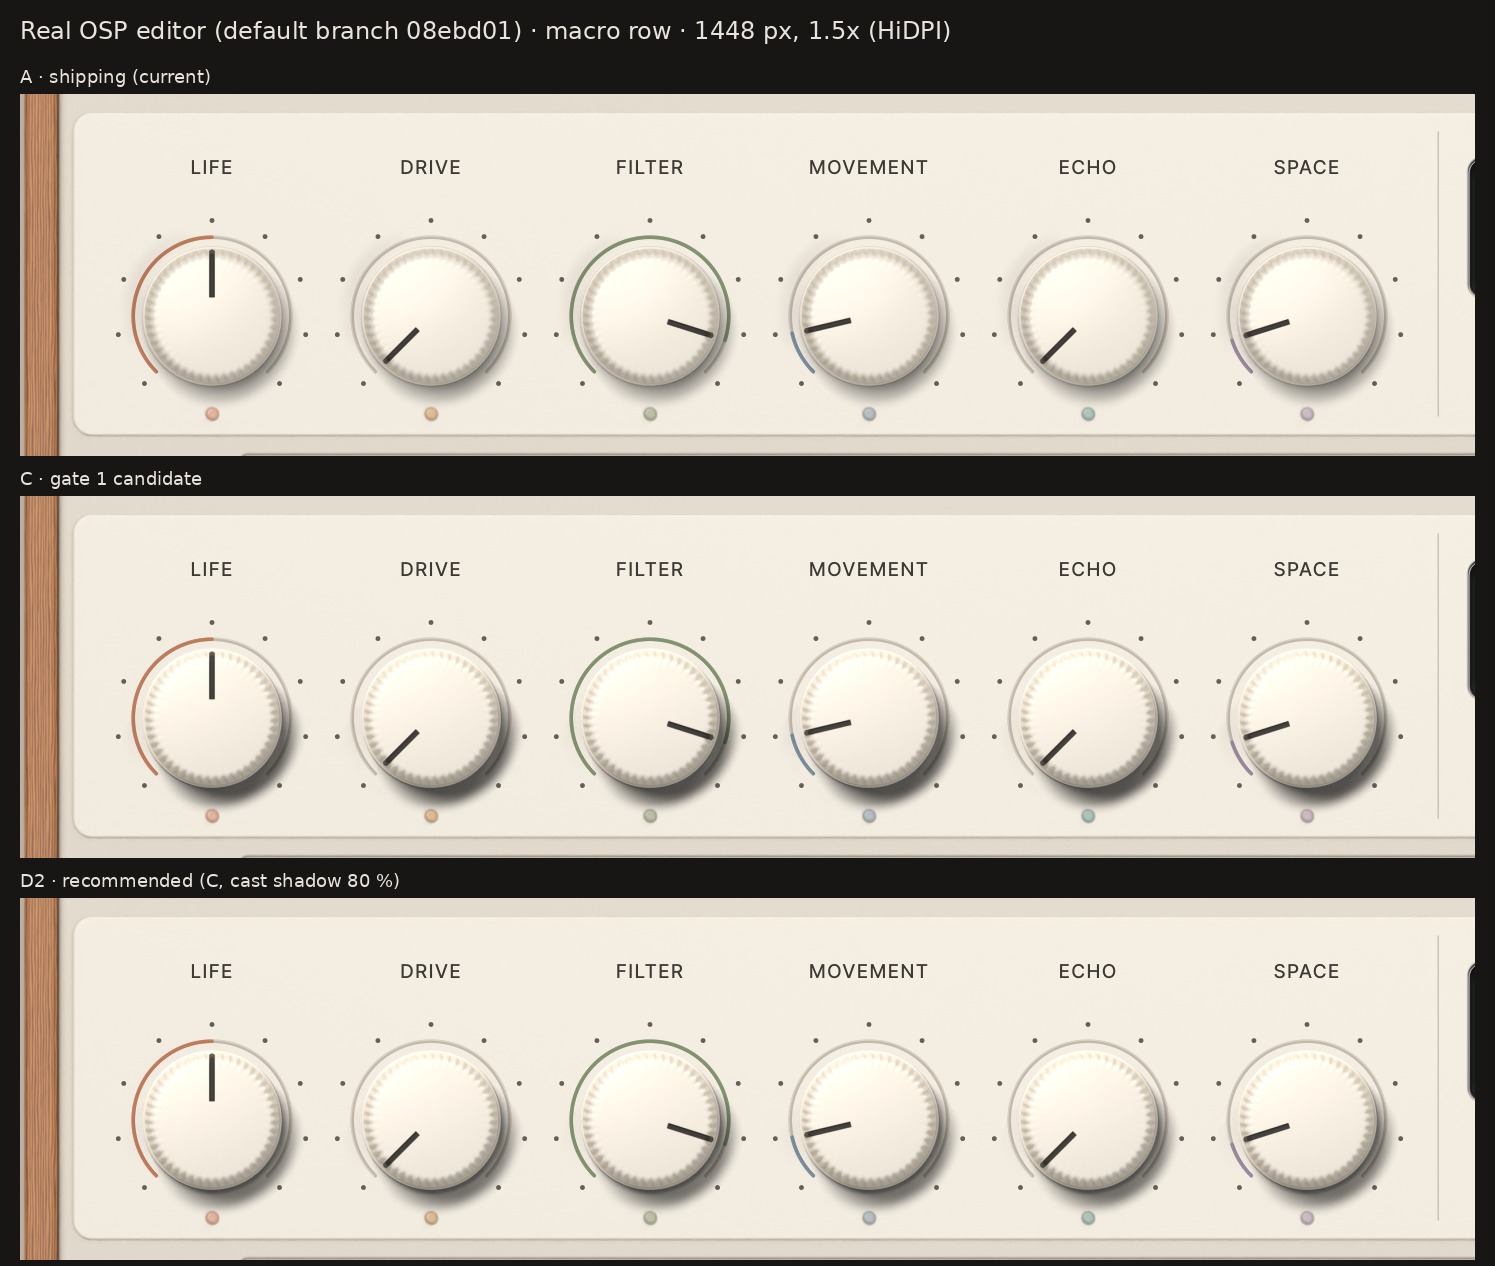 Real OSP editor (default branch 08ebd01) · macro row · 1448 px, 1.5x (HiDPI)
A · shipping (current)
LIFE DRIVE FILTER MOVEMENT ECHO SPACE
C · gate 1 candidate
LIFE DRIVE FILTER MOVEMENT ECHO SPACE
D2 · recommended (C, cast shadow 80 %)
LIFE DRIVE FILTER MOVEMENT ECHO SPACE